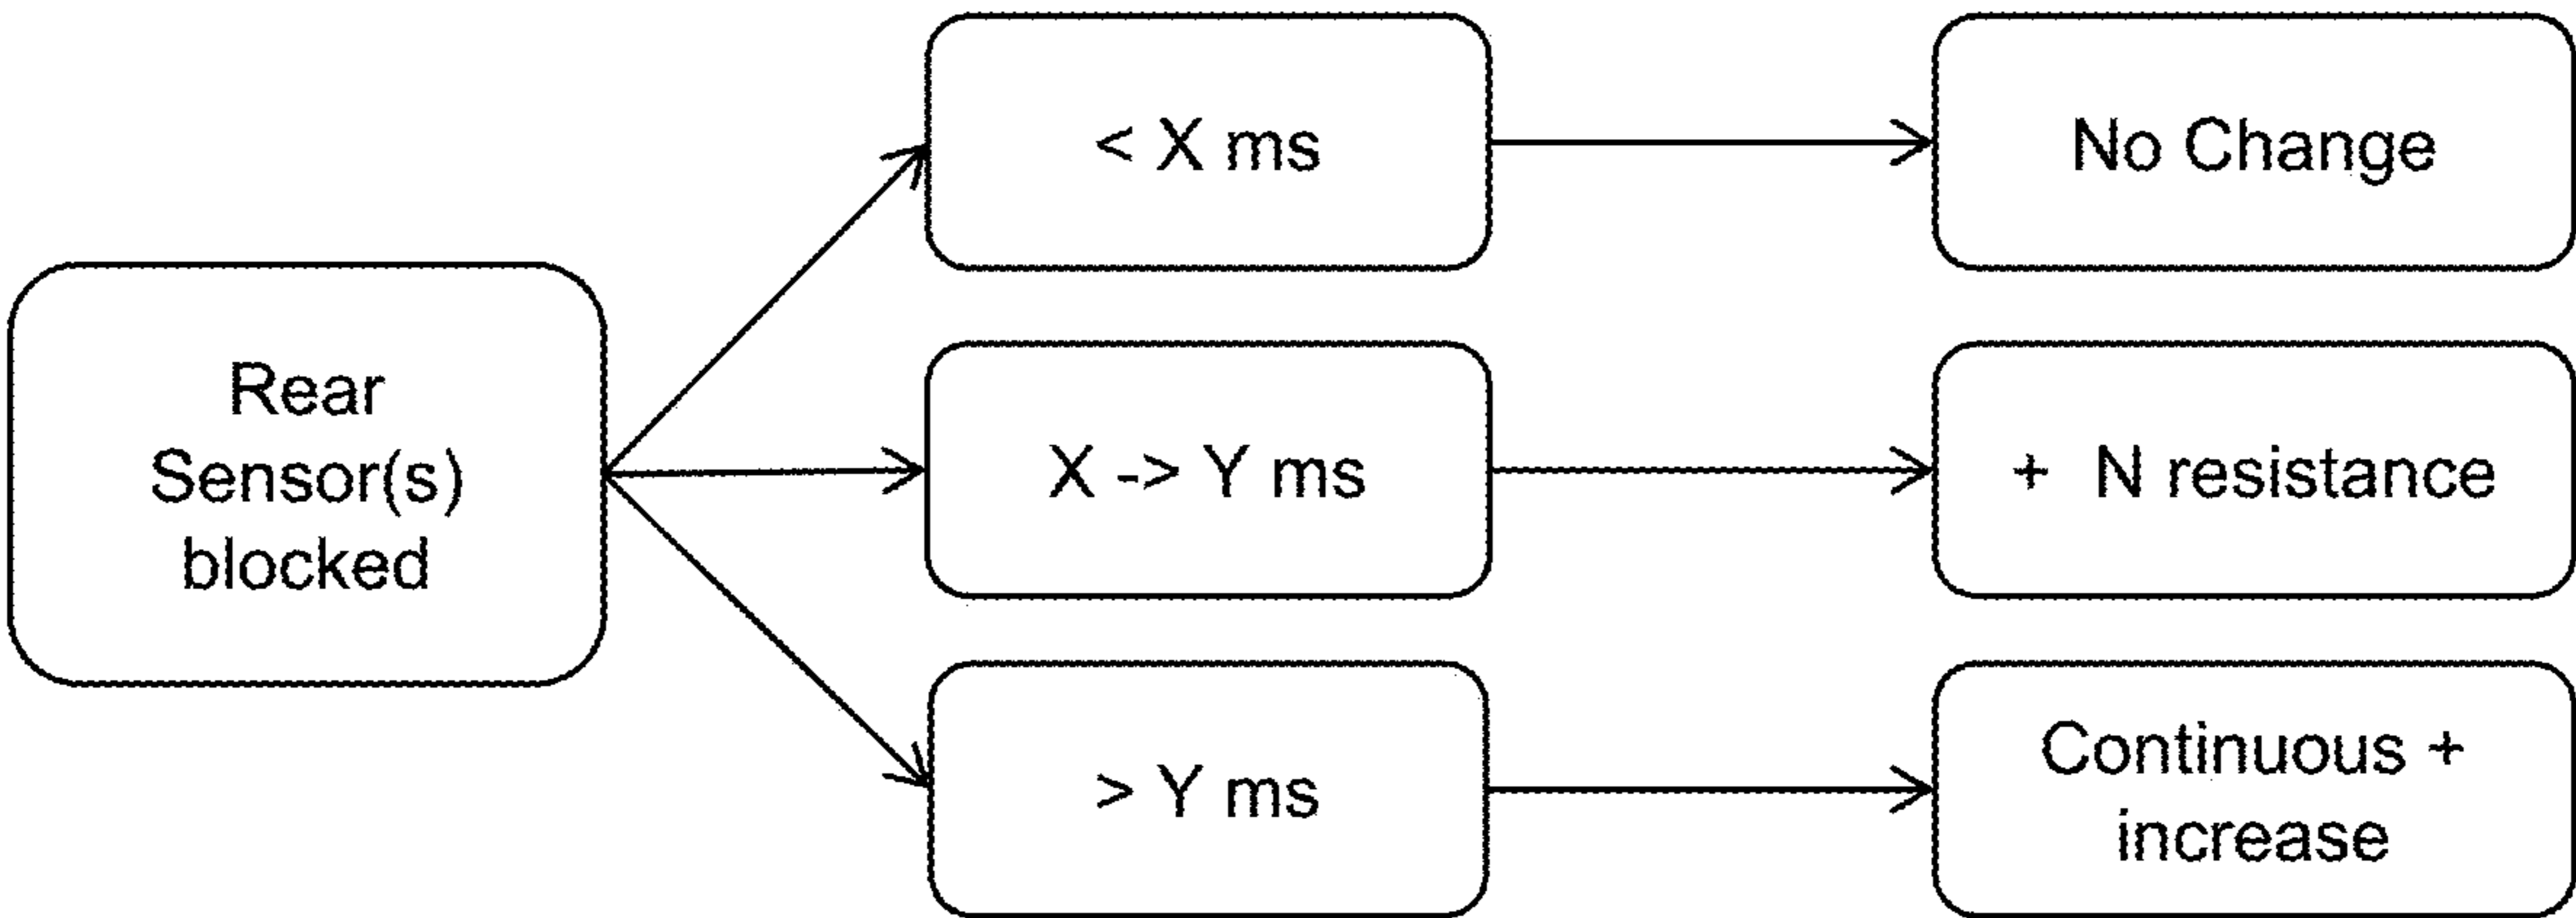 Rear
Sensor(s)
blocked
< X ms
No Change
X -> Y ms
+ N resistance
> Y ms
Continuous +
increase